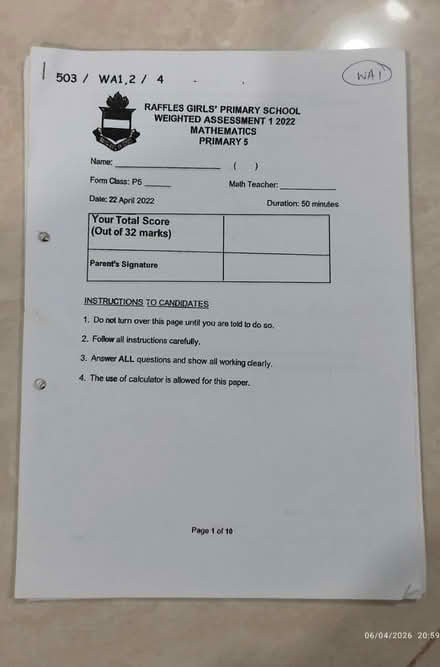 503 / WA1,2 / 4
WA1
RAFFLES GIRLS' PRIMARY SCHOOL
WEIGHTED ASSESSMENT 1 2022
MATHEMATICS
PRIMARY 5
Name: ____________________ ( )
Form Class: P5 ______ Math Teacher: ____________
Date: 22 April 2022 Duration: 50 minutes
Your Total Score
(Out of 32 marks)
Parent's Signature
INSTRUCTIONS TO CANDIDATES
1. Do not turn over this page until you are told to do so.
2. Follow all instructions carefully.
3. Answer ALL questions and show all working clearly.
4. The use of calculator is allowed for this paper.
Page 1 of 10
06/04/2026 20:59